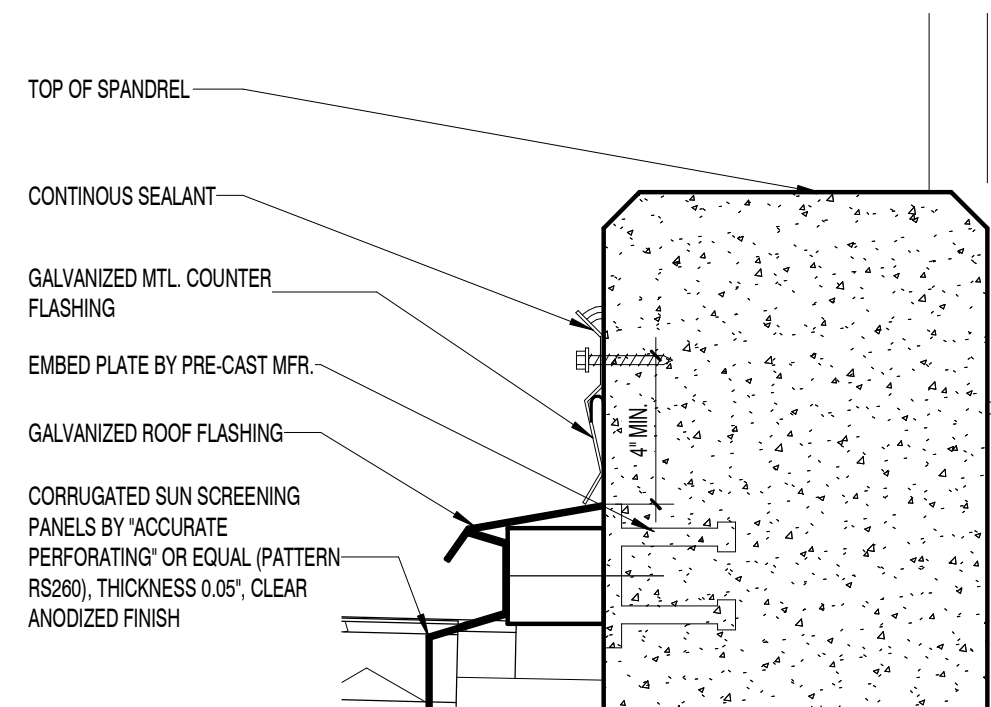 TOP OF SPANDREL
CONTINOUS SEALANT
GALVANIZED MTL. COUNTER
FLASHING
EMBED PLATE BY PRE-CAST MFR.
GALVANIZED ROOF FLASHING
CORRUGATED SUN SCREENING
PANELS BY "ACCURATE
PERFORATING" OR EQUAL (PATTERN
RS260), THICKNESS 0.05", CLEAR
ANODIZED FINISH
4" MIN.